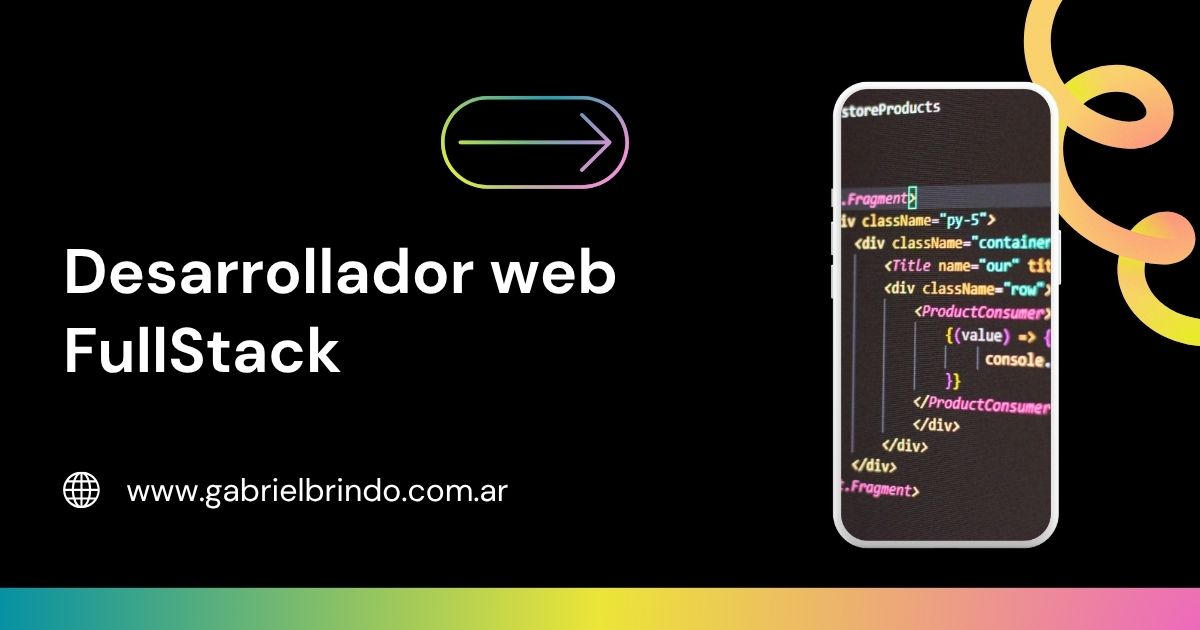 Desarrollador web
FullStack
www.gabrielbrindo.com.ar
storeProducts
.Fragment>
iv className="py-5">
<div className="container
<Title name="our" tit
<div className="row">
<ProductConsumer>
{(value) => {
console.
}}
</ProductConsumer
</div>
</div>
</div>
t.Fragment>